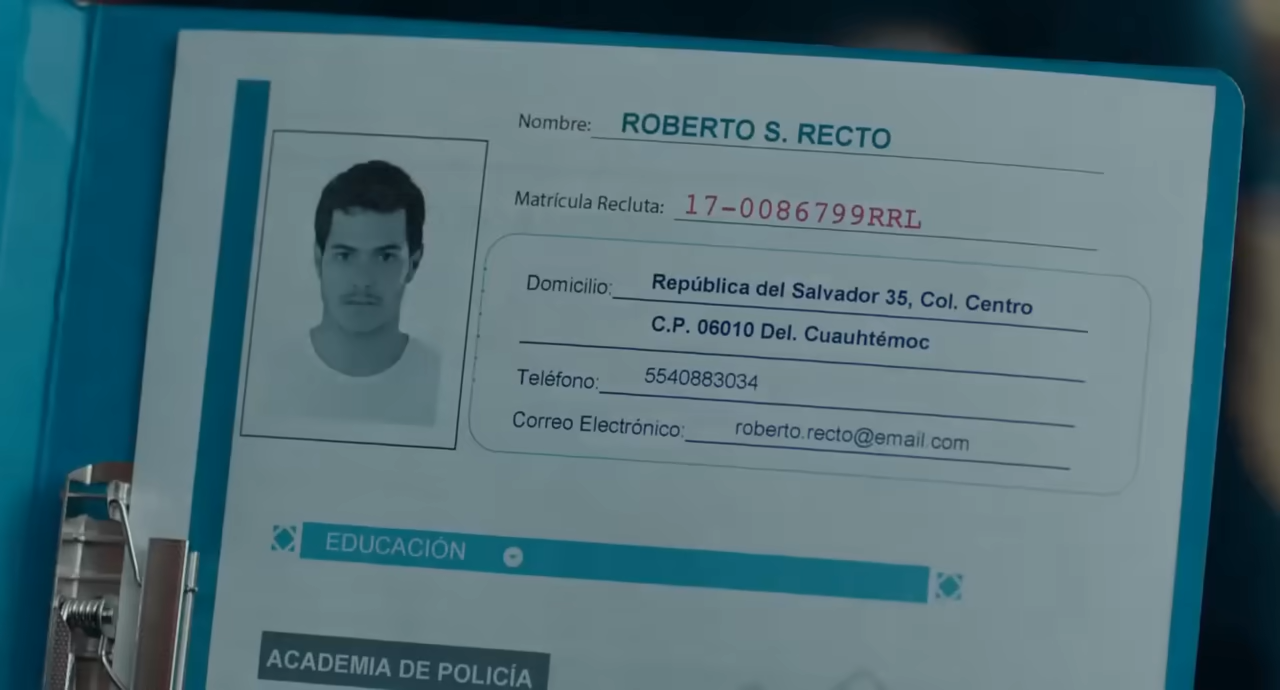 Nombre: ROBERTO S. RECTO
Matrícula Recluta: 17-0086799RRL
Domicilio: República del Salvador 35, Col. Centro
C.P. 06010 Del. Cuauhtémoc
Teléfono: 5540883034
Correo Electrónico: roberto.recto@email.com
EDUCACIÓN
ACADEMIA DE POLICÍA